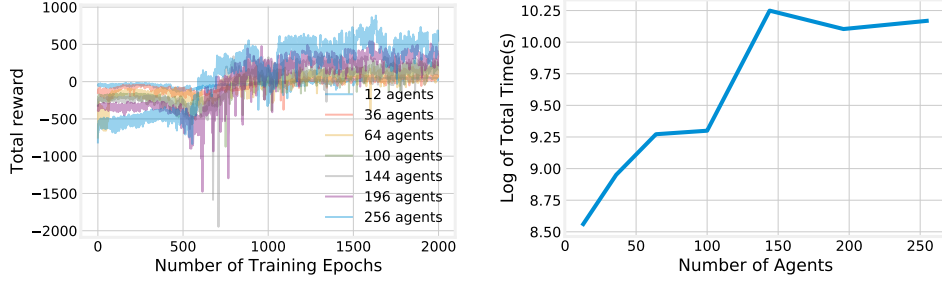 1000
500
0
−500
−1000
−1500
−2000
Total reward
12 agents
36 agents
64 agents
100 agents
144 agents
196 agents
256 agents
0
500
1000
1500
2000
Number of Training Epochs
10.25
10.00
9.75
9.50
9.25
9.00
8.75
8.50
Log of Total Time(s)
0
50
100
150
200
250
Number of Agents